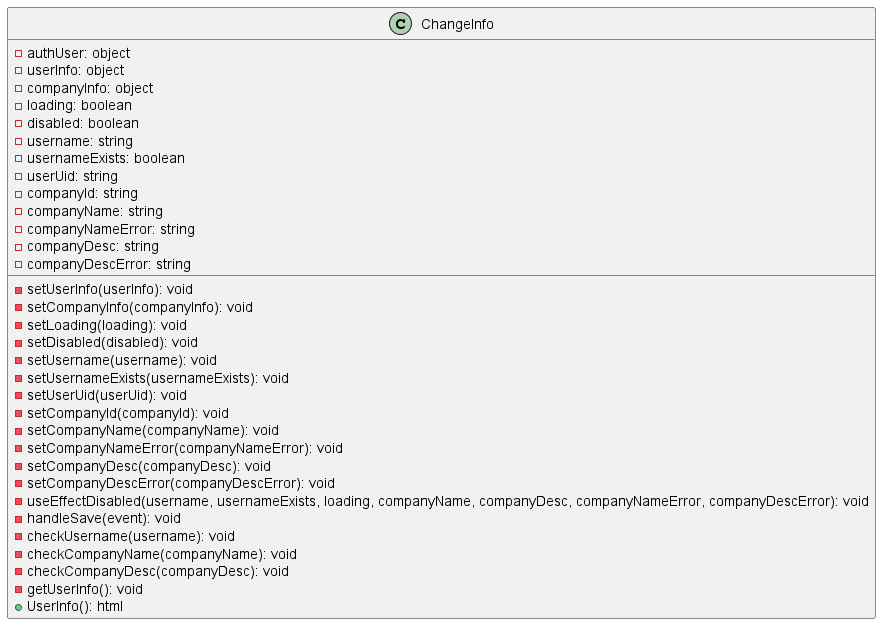 C ChangeInfo
authUser: object
userInfo: object
companyInfo: object
loading: boolean
disabled: boolean
username: string
usernameExists: boolean
userUid: string
companyId: string
companyName: string
companyNameError: string
companyDesc: string
companyDescError: string
setUserInfo(userInfo): void
setCompanyInfo(companyInfo): void
setLoading(loading): void
setDisabled(disabled): void
setUsername(username): void
setUsernameExists(usernameExists): void
setUserUid(userUid): void
setCompanyId(companyId): void
setCompanyName(companyName): void
setCompanyNameError(companyNameError): void
setCompanyDesc(companyDesc): void
setCompanyDescError(companyDescError): void
useEffectDisabled(username, usernameExists, loading, companyName, companyDesc, companyNameError, companyDescError): void
handleSave(event): void
checkUsername(username): void
checkCompanyName(companyName): void
checkCompanyDesc(companyDesc): void
getUserInfo(): void
UserInfo(): html